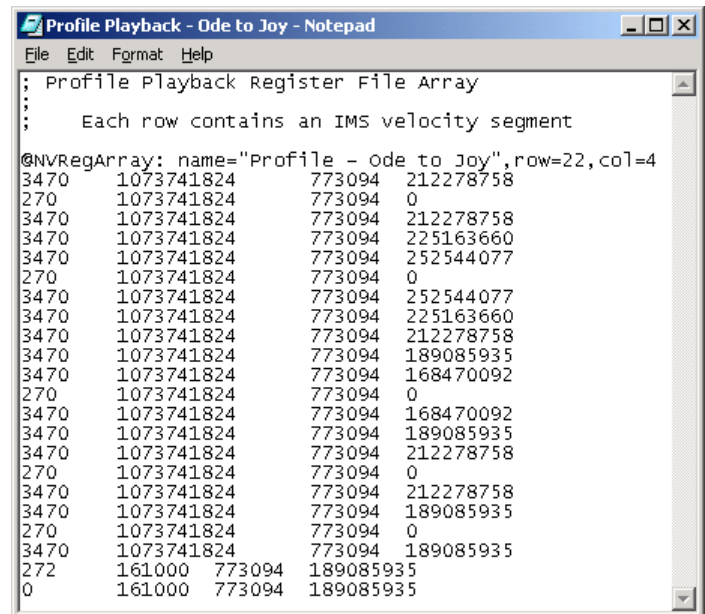 Profile Playback - Ode to Joy - Notepad
File Edit Format Help
; Profile Playback Register File Array
;
; Each row contains an IMS velocity segment
@NVRegArray: name="Profile - Ode to Joy",row=22,col=4
3470 1073741824 773094 212278758
270 1073741824 773094 0
3470 1073741824 773094 212278758
3470 1073741824 773094 225163660
3470 1073741824 773094 252544077
270 1073741824 773094 0
3470 1073741824 773094 252544077
3470 1073741824 773094 225163660
3470 1073741824 773094 212278758
3470 1073741824 773094 189085935
3470 1073741824 773094 168470092
270 1073741824 773094 0
3470 1073741824 773094 168470092
3470 1073741824 773094 189085935
3470 1073741824 773094 212278758
270 1073741824 773094 0
3470 1073741824 773094 212278758
3470 1073741824 773094 189085935
270 1073741824 773094 0
3470 1073741824 773094 189085935
272 161000 773094 189085935
0 161000 773094 189085935